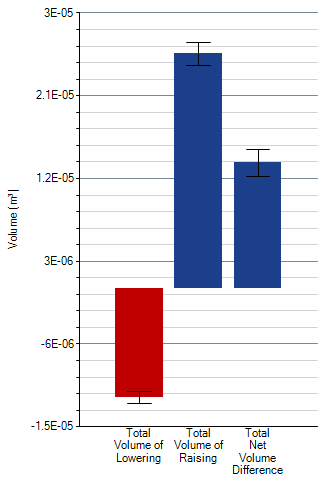 3E-05
2.1E-05
1.2E-05
3E-06
-6E-06
-1.5E-05
Volume (m³)
Total
Volume of
Lowering
Total
Volume of
Raising
Total
Net
Volume
Difference